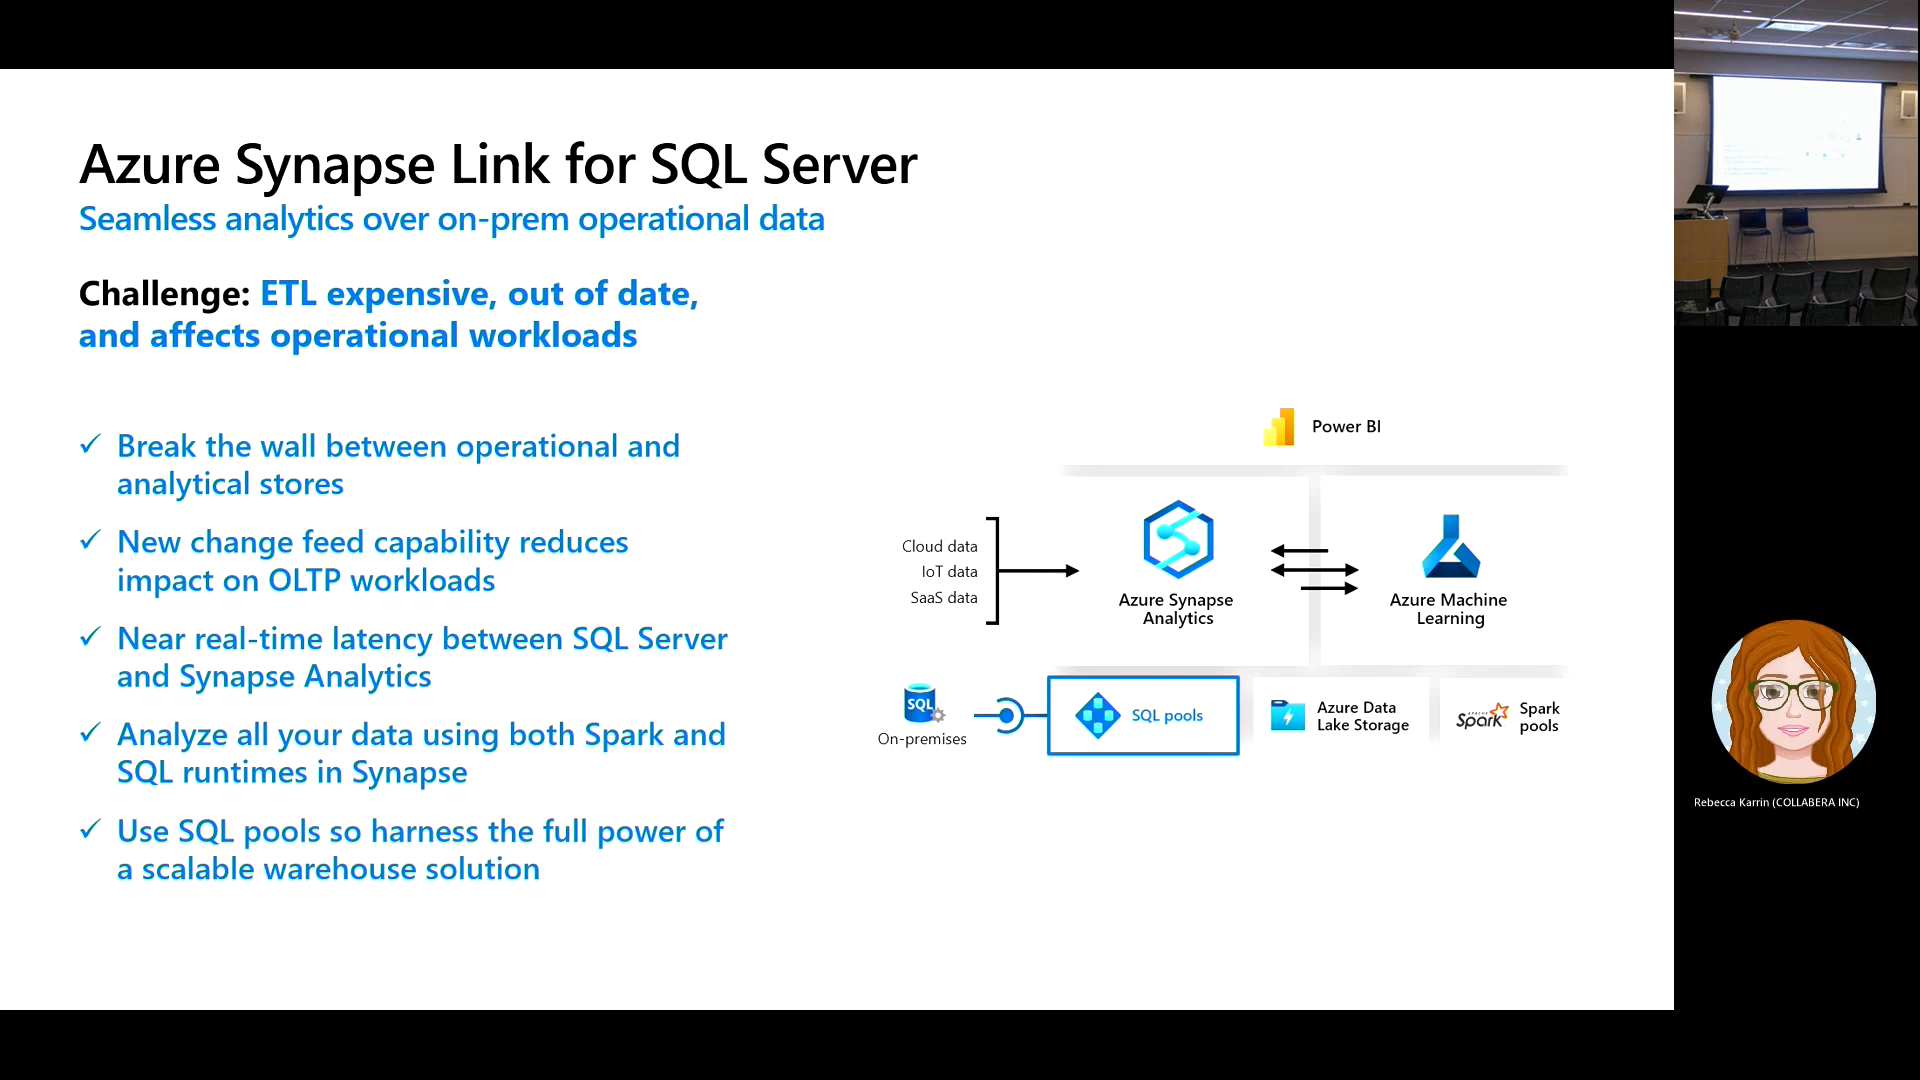 Azure Synapse Link for SQL Server
Seamless analytics over on-prem operational data
Challenge: ETL expensive, out of date,
and affects operational workloads
✓ Break the wall between operational and
analytical stores
✓ New change feed capability reduces
impact on OLTP workloads
✓ Near real-time latency between SQL Server
and Synapse Analytics
✓ Analyze all your data using both Spark and
SQL runtimes in Synapse
✓ Use SQL pools so harness the full power of
a scalable warehouse solution
Power BI
Cloud data
IoT data
SaaS data
Azure Synapse
Analytics
Azure Machine
Learning
SQL
On-premises
SQL pools
Azure Data
Lake Storage
APACHE
Spark
Spark
pools
Rebecca Karrin (COLLABERA INC)